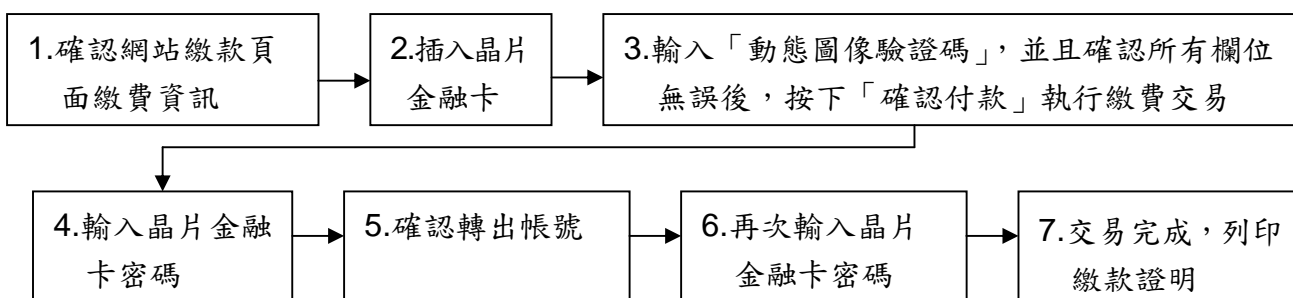 1.確認網站繳款頁
面繳費資訊
2.插入晶片
金融卡
3.輸入「動態圖像驗證碼」，並且確認所有欄位
無誤後，按下「確認付款」執行繳費交易
4.輸入晶片金融
卡密碼
5.確認轉出帳號
6.再次輸入晶片
金融卡密碼
7.交易完成，列印
繳款證明